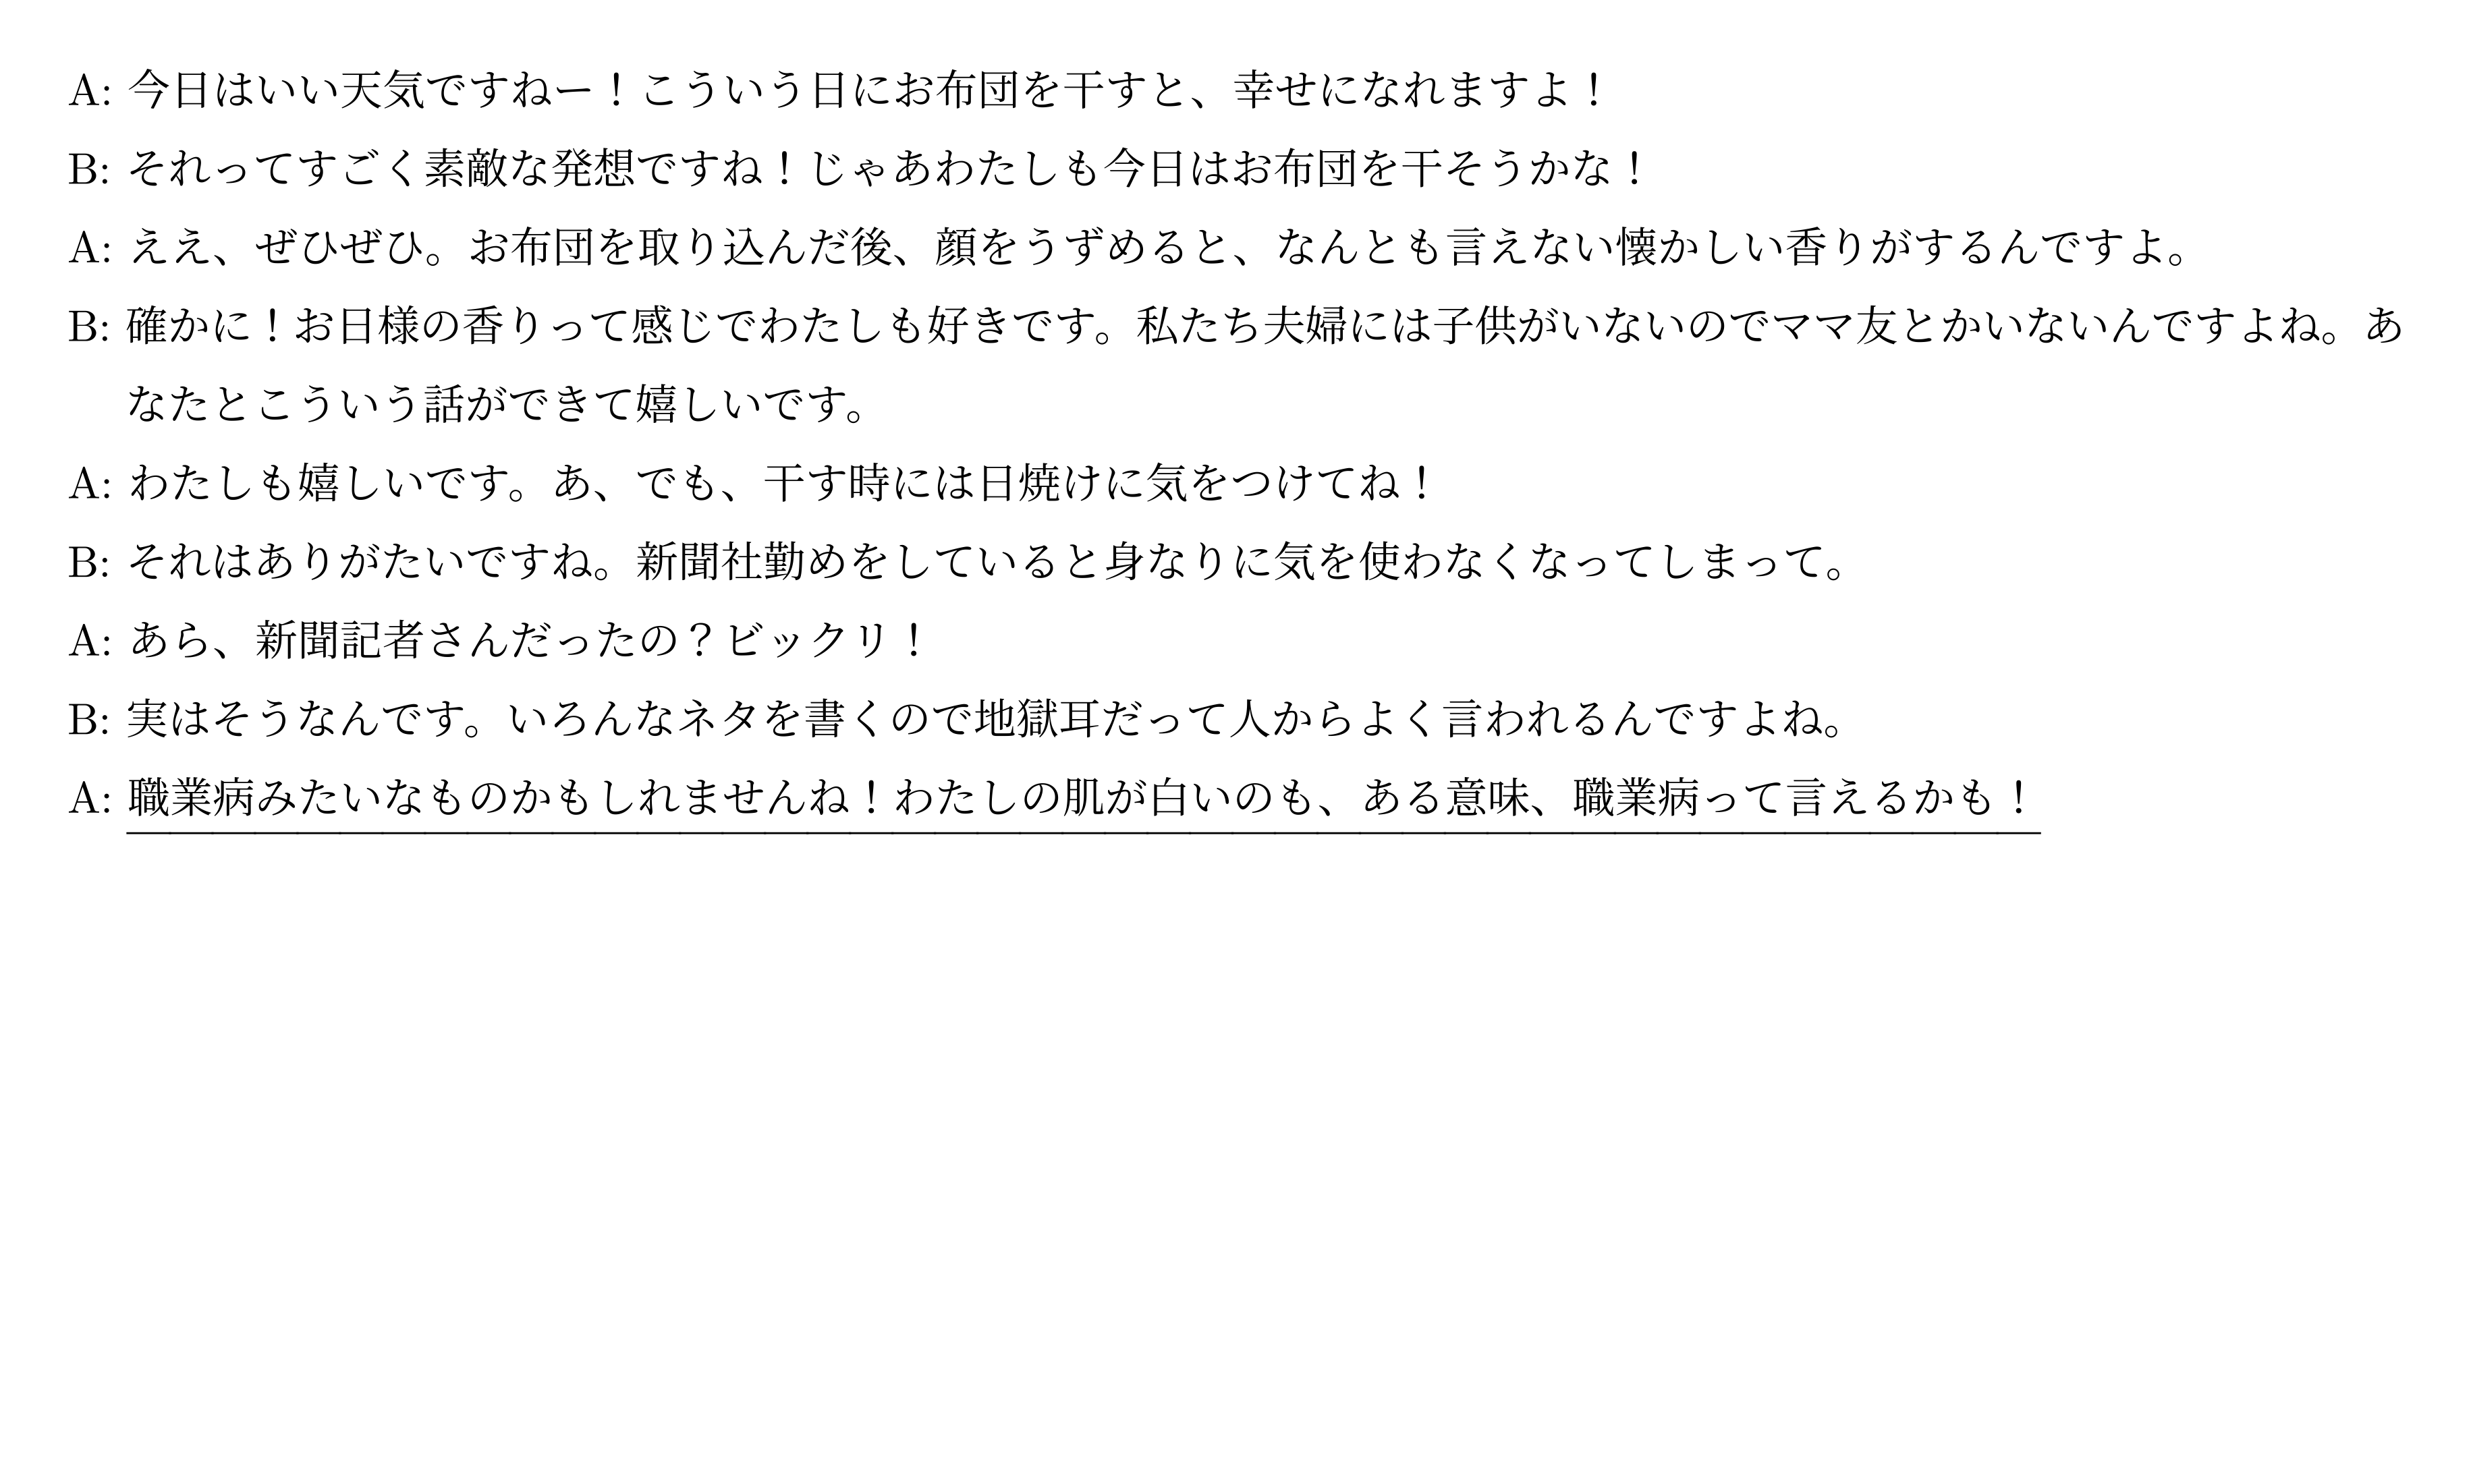 A: 今日はいい天気ですねー！こういう日にお布団を干すと、幸せになれますよ！
B: それってすごく素敵な発想ですね！じゃあわたしも今日はお布団を干そうかな！
A: ええ、ぜひぜひ。お布団を取り込んだ後、顔をうずめると、なんとも言えない懐かしい香りがするんですよ。
B: 確かに！お日様の香りって感じでわたしも好きです。私たち夫婦には子供がいないのでママ友とかいないんですよね。あ
なたとこういう話ができて嬉しいです。
A: わたしも嬉しいです。あ、でも、干す時には日焼けに気をつけてね！
B: それはありがたいですね。新聞社勤めをしていると身なりに気を使わなくなってしまって。
A: あら、新聞記者さんだったの？ビックリ！
B: 実はそうなんです。いろんなネタを書くので地獄耳だって人からよく言われるんですよね。
A: 職業病みたいなものかもしれませんね！わたしの肌が白いのも、ある意味、職業病って言えるかも！